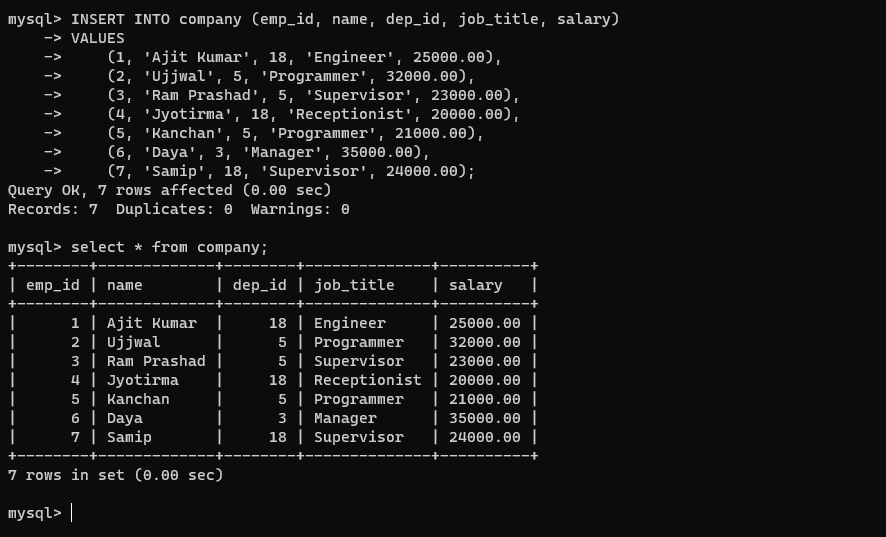 mysql> INSERT INTO company (emp_id, name, dep_id, job_title, salary)
    -> VALUES
    ->     (1, 'Ajit Kumar', 18, 'Engineer', 25000.00),
    ->     (2, 'Ujjwal', 5, 'Programmer', 32000.00),
    ->     (3, 'Ram Prashad', 5, 'Supervisor', 23000.00),
    ->     (4, 'Jyotirma', 18, 'Receptionist', 20000.00),
    ->     (5, 'Kanchan', 5, 'Programmer', 21000.00),
    ->     (6, 'Daya', 3, 'Manager', 35000.00),
    ->     (7, 'Samip', 18, 'Supervisor', 24000.00);
Query OK, 7 rows affected (0.00 sec)
Records: 7  Duplicates: 0  Warnings: 0

mysql> select * from company;
+--------+-------------+--------+--------------+----------+
| emp_id | name        | dep_id | job_title    | salary   |
+--------+-------------+--------+--------------+----------+
|      1 | Ajit Kumar  |     18 | Engineer     | 25000.00 |
|      2 | Ujjwal      |      5 | Programmer   | 32000.00 |
|      3 | Ram Prashad |      5 | Supervisor   | 23000.00 |
|      4 | Jyotirma    |     18 | Receptionist | 20000.00 |
|      5 | Kanchan     |      5 | Programmer   | 21000.00 |
|      6 | Daya        |      3 | Manager      | 35000.00 |
|      7 | Samip       |     18 | Supervisor   | 24000.00 |
+--------+-------------+--------+--------------+----------+
7 rows in set (0.00 sec)

mysql>